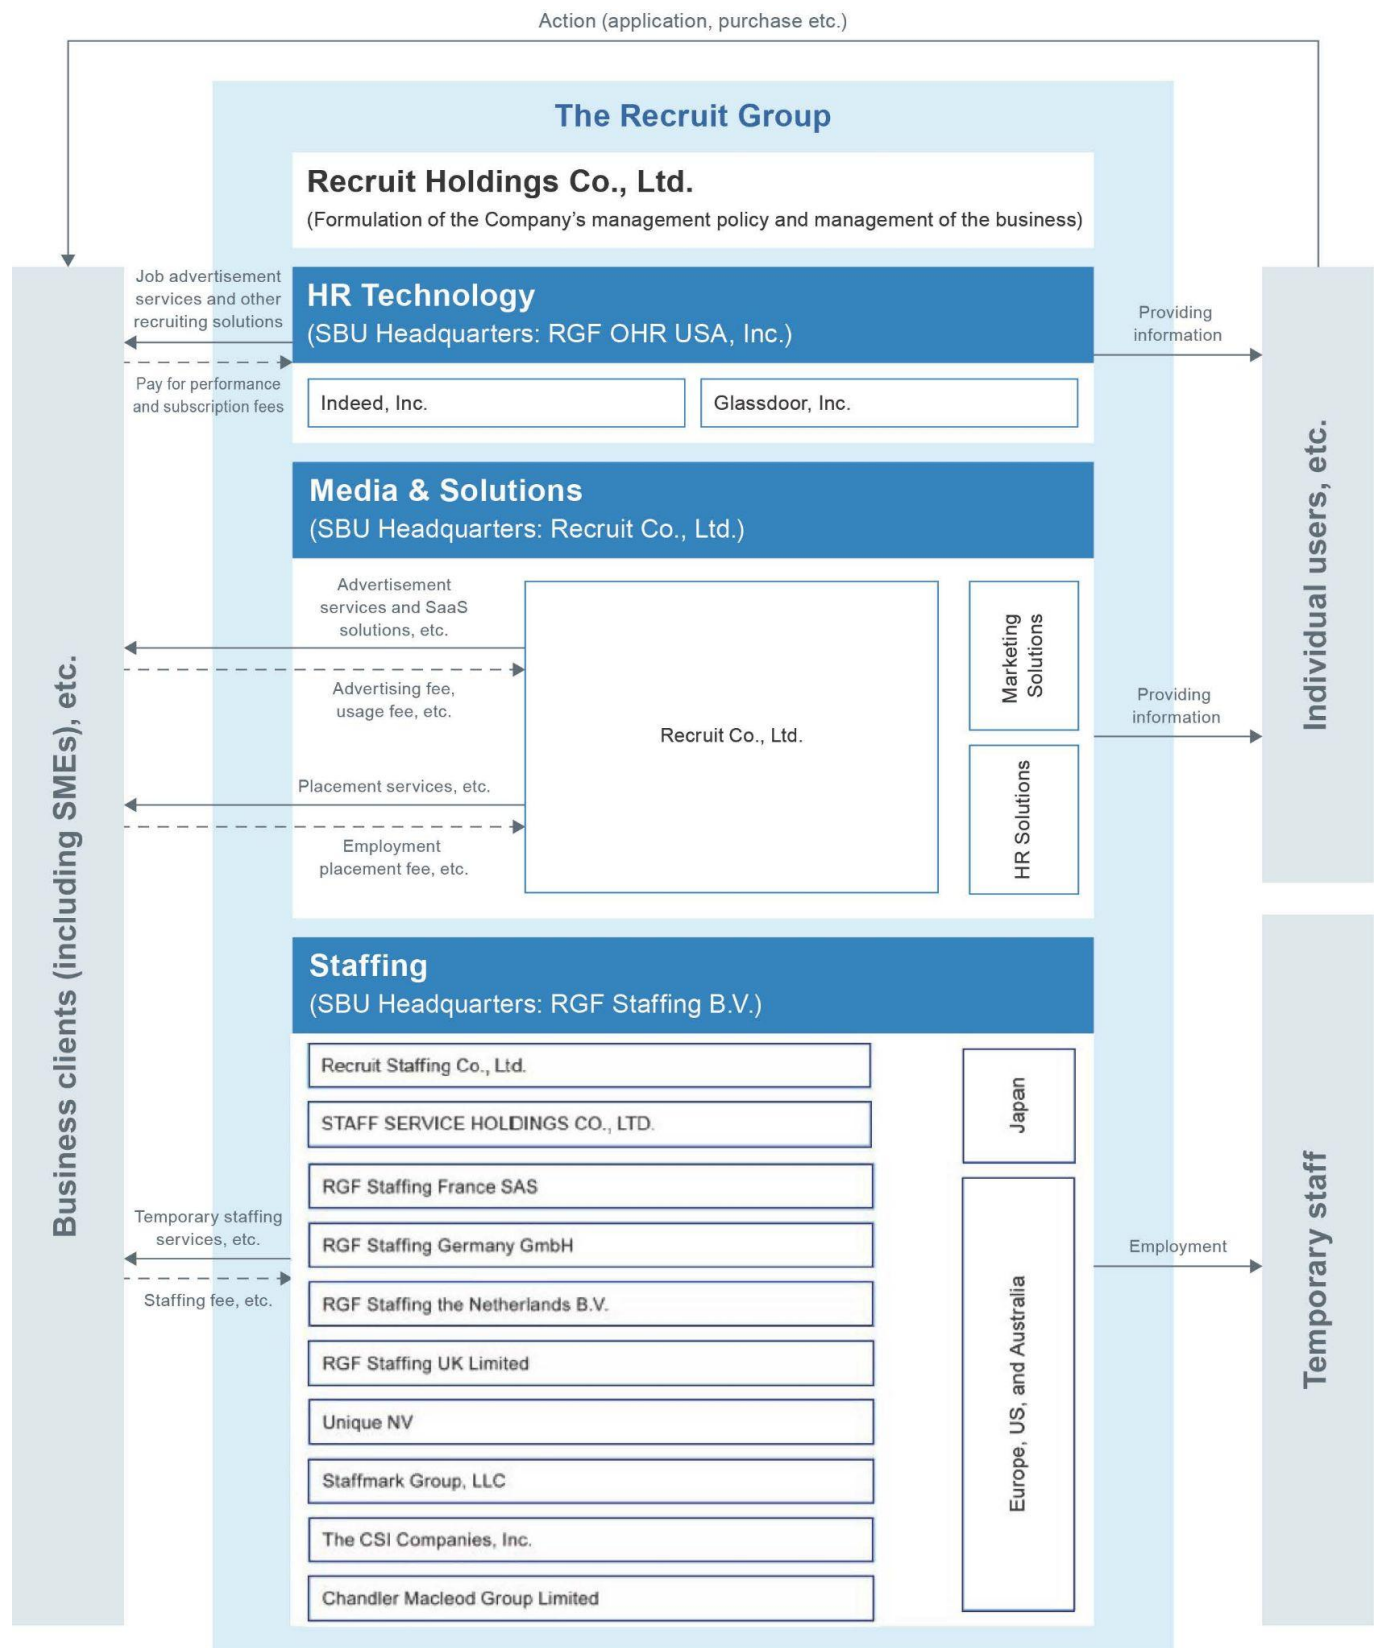 Action (application, purchase etc.)
The Recruit Group
Recruit Holdings Co., Ltd.
(Formulation of the Company's management policy and management of the business)
Business clients (including SMEs), etc.
Job advertisement
services and other
recruiting solutions
Pay for performance
and subscription fees
HR Technology
(SBU Headquarters: RGF OHR USA, Inc.)
Indeed, Inc.
Glassdoor, Inc.
Providing
information
Individual users, etc.
Media & Solutions
(SBU Headquarters: Recruit Co., Ltd.)
Advertisement
services and SaaS
solutions, etc.
Advertising fee,
usage fee, etc.
Placement services, etc.
Employment
placement fee, etc.
Recruit Co., Ltd.
Marketing
Solutions
HR Solutions
Providing
information
Staffing
(SBU Headquarters: RGF Staffing B.V.)
Recruit Staffing Co., Ltd.
STAFF SERVICE HOLDINGS CO., LTD.
RGF Staffing France SAS
RGF Staffing Germany GmbH
RGF Staffing the Netherlands B.V.
RGF Staffing UK Limited
Unique NV
Staffmark Group, LLC
The CSI Companies, Inc.
Chandler Macleod Group Limited
Japan
Europe, US, and Australia
Temporary staffing
services, etc.
Staffing fee, etc.
Employment
Temporary staff